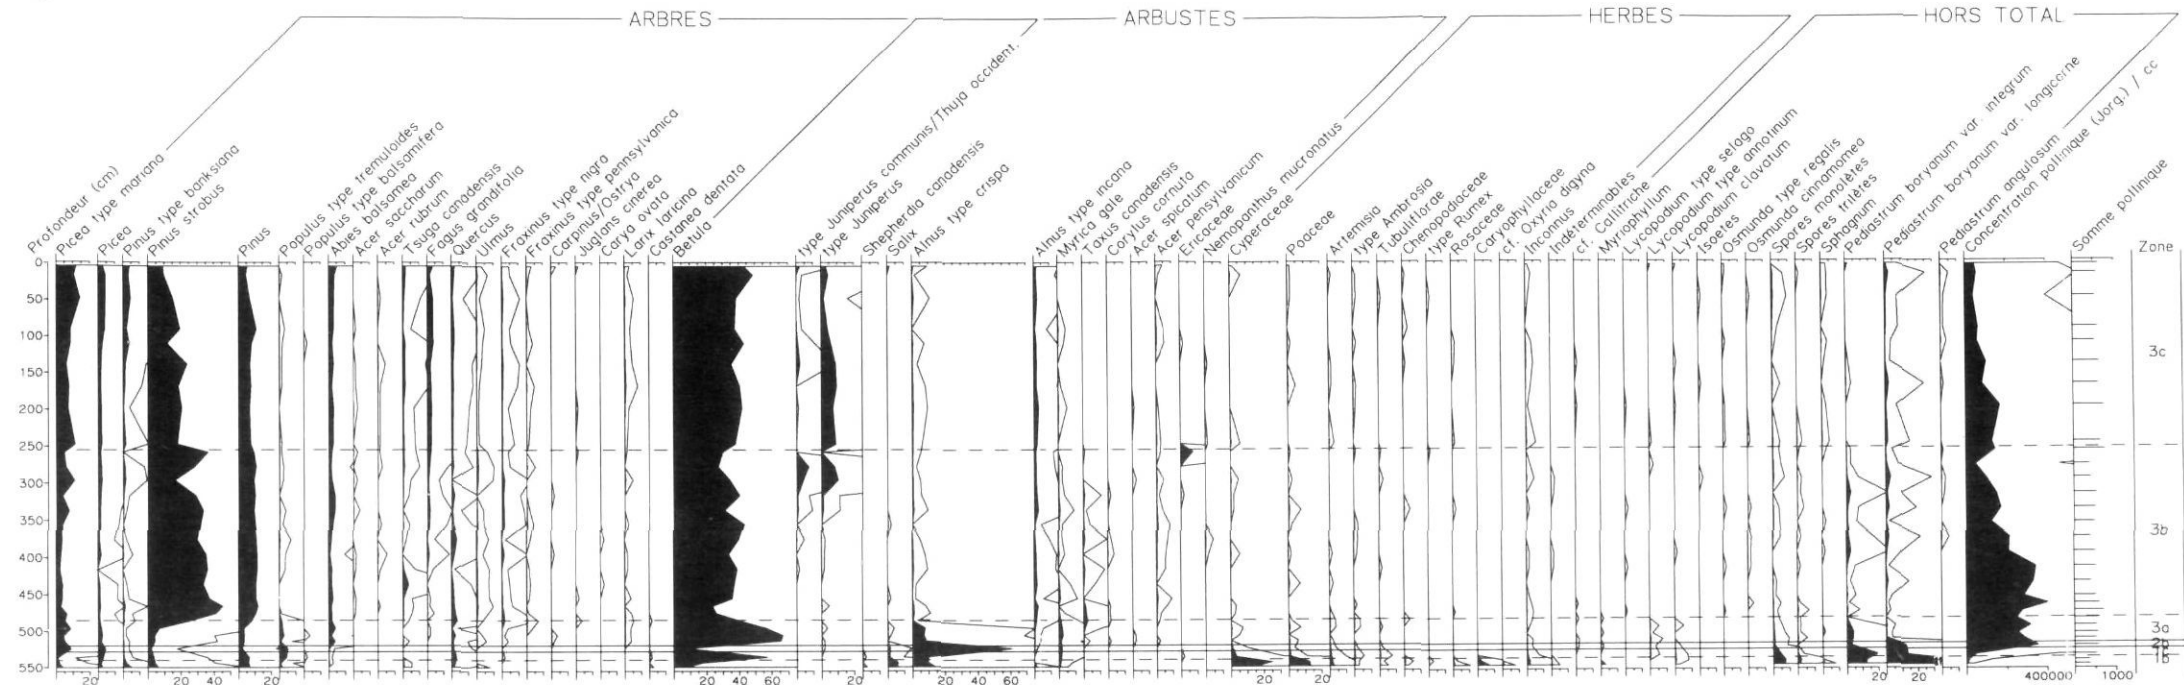 ARBRES
ARBUSTES
HERBES
HORS TOTAL
Profondeur (cm)
Picea type mariana
Picea
Pinus type banksiana
Pinus strobus
Pinus
Populus type tremuloides
Populus type balsamifera
Abies balsamea
Acer saccharum
Acer rubrum
Tsuga canadensis
Fagus grandifolia
Quercus
Ulmus
Fraxinus type nigra
Fraxinus type pennsylvanica
Carpinus/Ostrya
Juglans cinerea
Carya ovata
Larix laricina
Castanea dentata
Betula
type Juniperus communis/Thuja occident.
type Juniperus
Shepherdia canadensis
Salix
Alnus type crispa
Alnus type incana
Myrica gale
Taxus canadensis
Corylus cornuta
Acer spicatum
Acer pensylvanicum
Ericaceae
Nemopanthus mucronatus
Cyperaceae
Poaceae
Artemisia
type Ambrosia
Tubuliflorae
Chenopodiaceae
type Rumex
Rosaceae
Caryophyllaceae
cf. Oxyria digyna
Inconnus
Indéterminables
cf. Callitriche
Myriophyllum
Lycopodium type selago
Lycopodium type annotinum
Lycopodium clavatum
Isoetes
Osmunda type regalis
Osmunda cinnamomea
Spores monolètes
Spores trilètes
Sphagnum
Pediastrum boryanum var. integrum
Pediastrum boryanum var. longicorne
Pediastrum angulosum
Concentration pollinique (Jorg.) / cc
Somme pollinique
Zone
0
50
100
150
200
250
300
350
400
450
500
550
3c
3b
3a
20 20 40 20 40 60 20 20 40 60 20 20 20 20 400000 1000